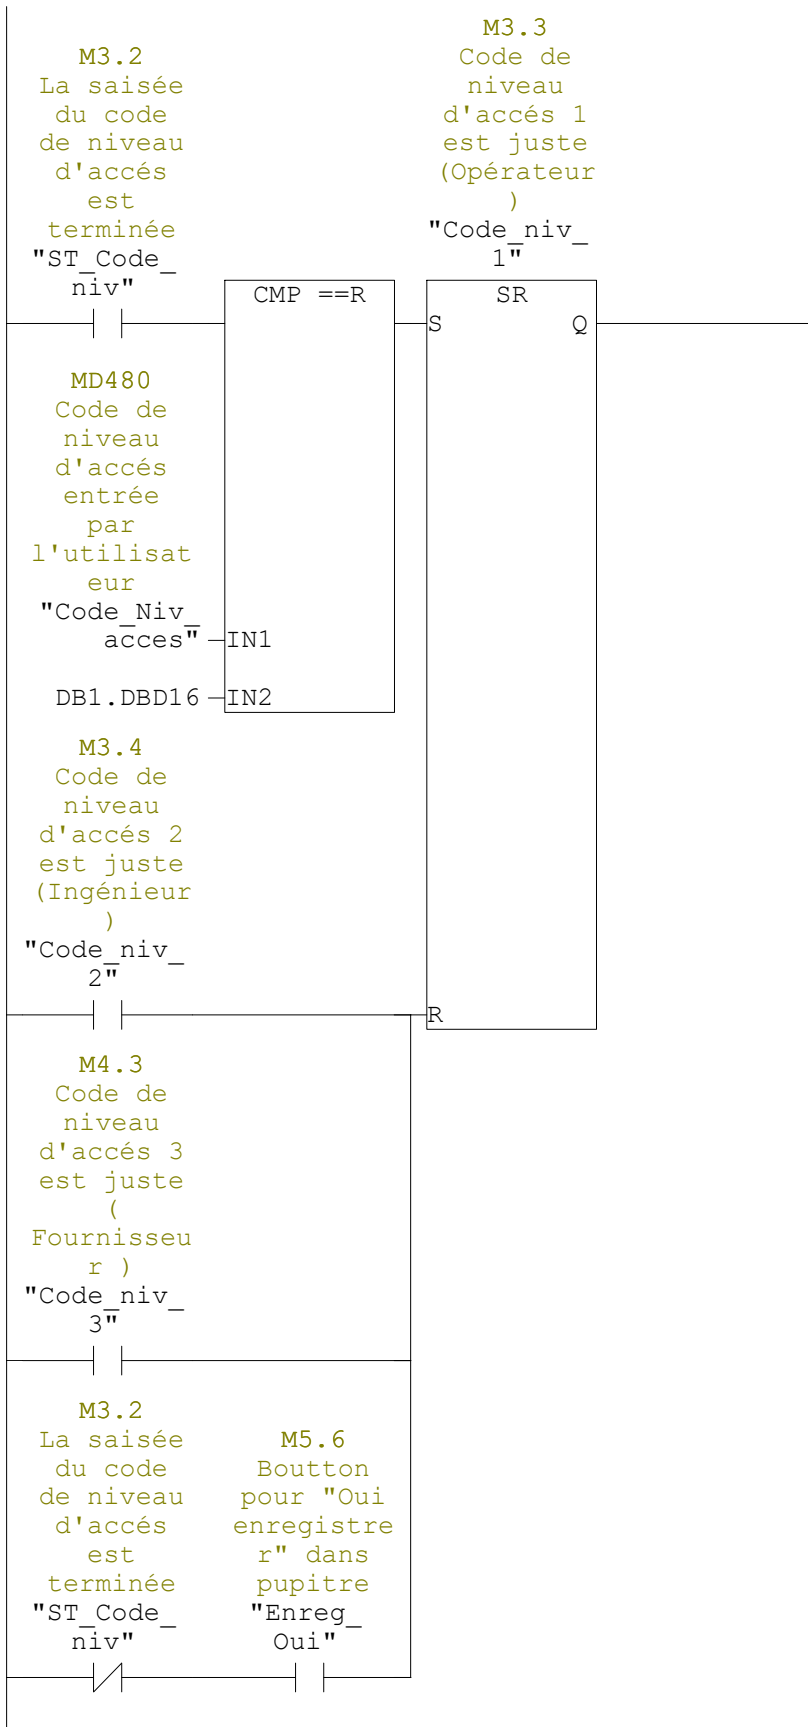 M3.2
La saisée
du code
de niveau
d'accés
est
terminée
"ST_Code_
niv"
M3.3
Code de
niveau
d'accés 1
est juste
(Opérateur
)
"Code_niv_
1"
CMP ==R
SR
S
Q
MD480
Code de
niveau
d'accés
entrée
par
l'utilisat
eur
"Code_Niv_
acces"
IN1
DB1.DBD16
IN2
M3.4
Code de
niveau
d'accés 2
est juste
(Ingénieur
)
"Code_niv_
2"
R
M4.3
Code de
niveau
d'accés 3
est juste
(
Fournisseu
r )
"Code_niv_
3"
M3.2
La saisée
du code
de niveau
d'accés
est
terminée
"ST_Code_
niv"
M5.6
Boutton
pour "Oui
enregistre
r" dans
pupitre
"Enreg_
Oui"